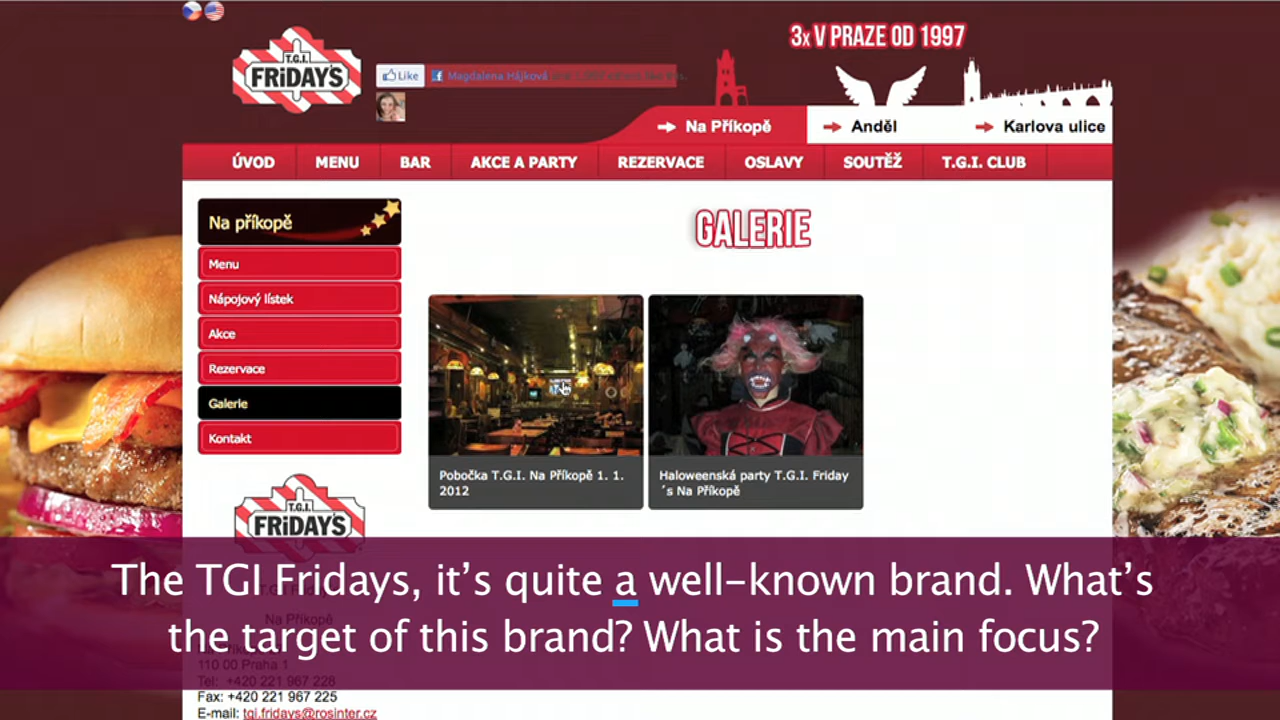 3x V PRAZE OD 1997
T.G.I.
FRIDAY'S
Like
Magdalena Hájková
Na Příkopě
Anděl
Karlova ulice
ÚVOD
MENU
BAR
AKCE A PARTY
REZERVACE
OSLAVY
SOUTĚŽ
T.G.I. CLUB
Na příkopě
Menu
Nápojový lístek
Akce
Rezervace
Galerie
Kontakt
GALERIE
Pobočka T.G.I. Na Příkopě 1. 1.
2012
Haloweenská party T.G.I. Friday
´s Na Příkopě
T.G.I.
FRIDAY'S
The TGI Fridays, it's quite a well-known brand. What's
the target of this brand? What is the main focus?
Na Příkopě
110 00 Praha 1
Tel: +420 221 967 228
Fax: +420 221 967 225
E-mail: tgi.fridays@rosinter.cz